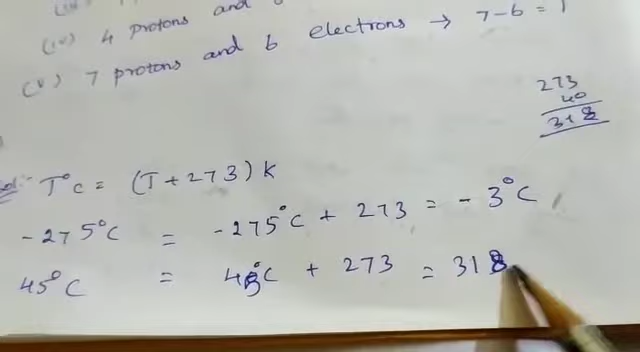 (iv) 4 protons and
(v) 7 protons and 6 electrons → 7-6 = 1
273
40
318
Sol:- T°C = (T+273) K
-275°C = -275°C + 273 = -3°C
45°C = 45°C + 273 = 318